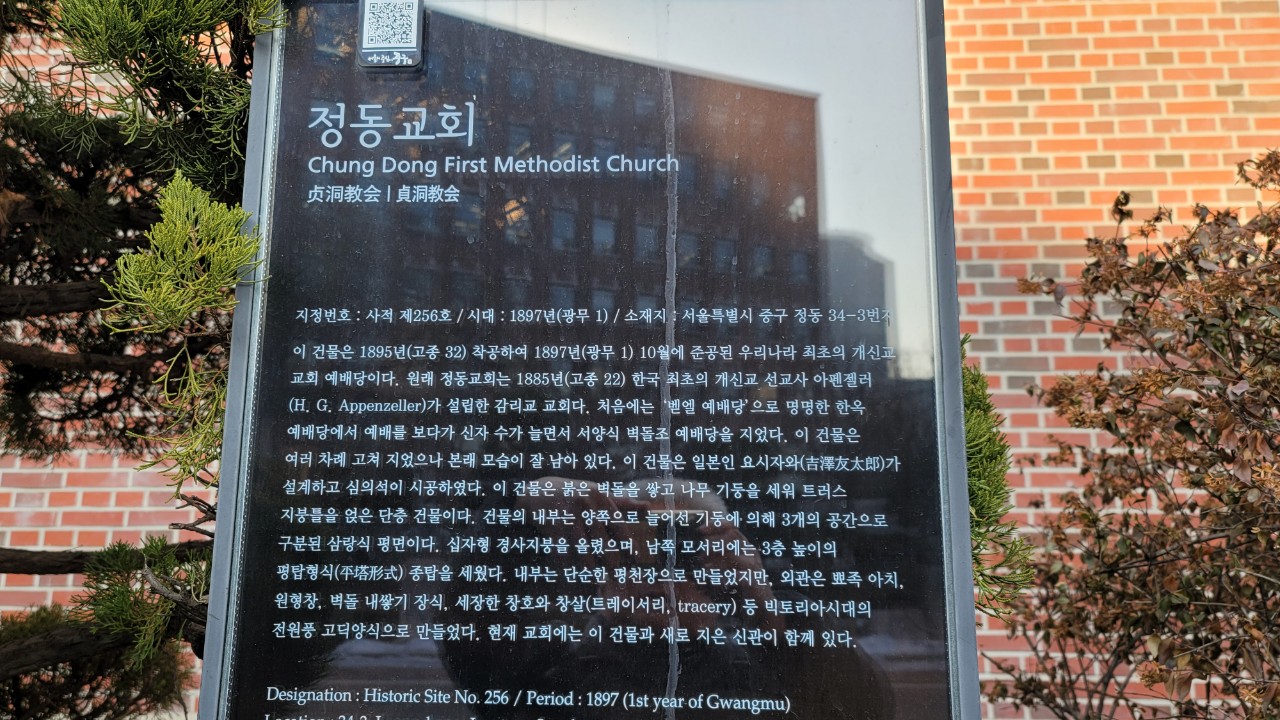 정동교회
Chung Dong First Methodist Church
贞洞教会 | 貞洞教会
지정번호 : 사적 제256호 / 시대 : 1897년(광무 1) / 소재지 : 서울특별시 중구 정동 34-3번지
이 건물은 1895년(고종 32) 착공하여 1897년(광무 1) 10월에 준공된 우리나라 최초의 개신교
교회 예배당이다. 원래 정동교회는 1885년(고종 22) 한국 최초의 개신교 선교사 아펜젤러
(H. G. Appenzeller)가 설립한 감리교 교회다. 처음에는 ‘벧엘 예배당’으로 명명한 한옥
예배당에서 예배를 보다가 신자 수가 늘면서 서양식 벽돌조 예배당을 지었다. 이 건물은
여러 차례 고쳐 지었으나 본래 모습이 잘 남아 있다. 이 건물은 일본인 요시자와(吉澤友太郎)가
설계하고 심의석이 시공하였다. 이 건물은 붉은 벽돌을 쌓고 나무 기둥을 세워 트러스
지붕틀을 얹은 단층 건물이다. 건물의 내부는 양쪽으로 늘어선 기둥에 의해 3개의 공간으로
구분된 삼랑식 평면이다. 십자형 경사지붕을 올렸으며, 남쪽 모서리에는 3층 높이의
평탑형식(平塔形式) 종탑을 세웠다. 내부는 단순한 평천장으로 만들었지만, 외관은 뾰족 아치,
원형창, 벽돌 내쌓기 장식, 세장한 창호와 창살(트레이서리, tracery) 등 빅토리아시대의
전원풍 고딕양식으로 만들었다. 현재 교회에는 이 건물과 새로 지은 신관이 함께 있다.
Designation : Historic Site No. 256 / Period : 1897 (1st year of Gwangmu)